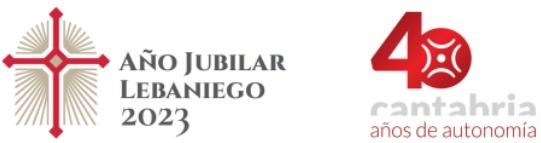 AÑO JUBILAR
LEBANIEGO
2023
40
cantabria
años de autonomía